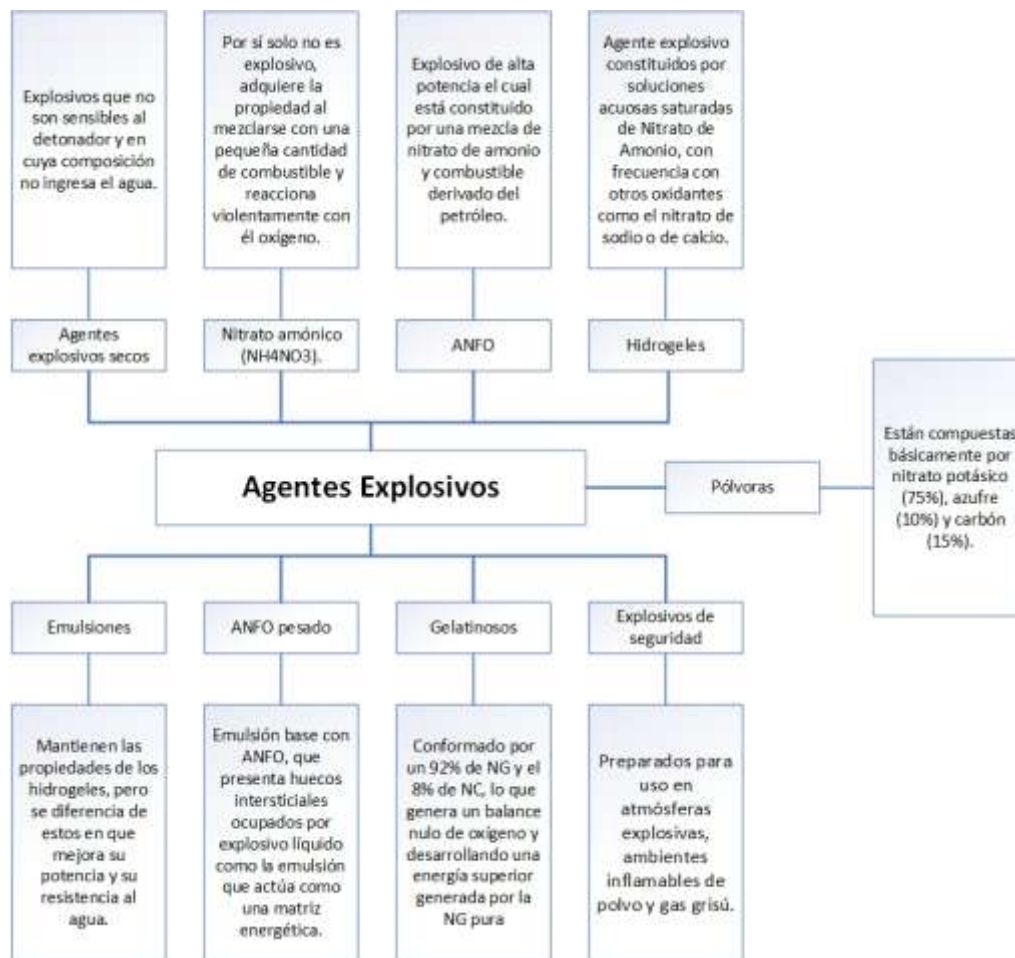 Explosivos que no
son sensibles al
detonador y en
cuya composición
no ingresa el agua.
Por sí solo no es
explosivo,
adquiere la
propiedad al
mezclarse con una
pequeña cantidad
de combustible y
reacciona
violentamente con
él oxígeno.
Explosivo de alta
potencia el cual
está constituido
por una mezcla de
nitrato de amonio
y combustible
derivado del
petróleo.
Agente explosivo
constituidos por
soluciones
acuosas saturadas
de Nitrato de
Amonio, con
frecuencia con
otros oxidantes
como el nitrato de
sodio o de calcio.
Agentes
explosivos secos
Nitrato amónico
(NH4NO3).
ANFO
Hidrogeles
Agentes Explosivos
Pólvoras
Están compuestas
básicamente por
nitrato potásico
(75%), azufre
(10%) y carbón
(15%).
Emulsiones
ANFO pesado
Gelatinosos
Explosivos de
seguridad
Mantienen las
propiedades de los
hidrogeles, pero
se diferencia de
estos en que
mejora su
potencia y su
resistencia al
agua.
Emulsión base con
ANFO, que
presenta huecos
intersticiales
ocupados por
explosivo líquido
como la emulsión
que actúa como
una matriz
energética.
Conformado por
un 92% de NG y el
8% de NC, lo que
genera un balance
nulo de oxígeno y
desarrollando una
energía superior
generada por la
NG pura
Preparados para
uso en
atmósferas
explosivas,
ambientes
inflamables de
polvo y gas grisú.